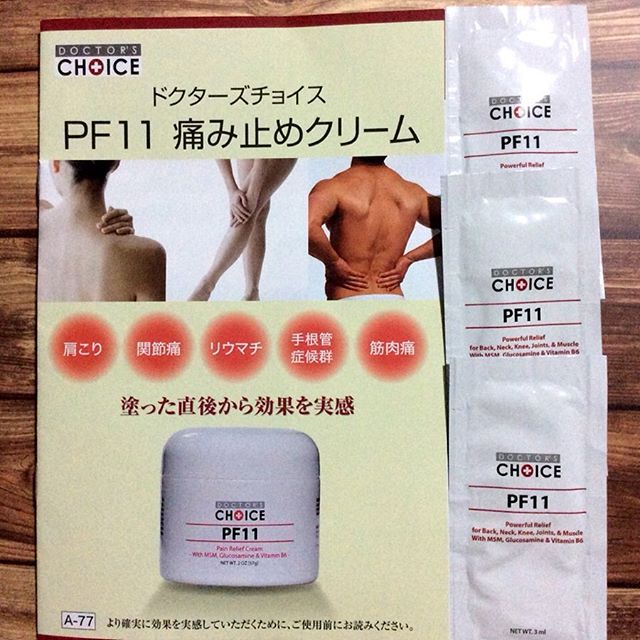 DOCTOR'S
CHOICE
ドクターズチョイス
PF11 痛み止めクリーム
肩こり
関節痛
リウマチ
手根管
症候群
筋肉痛
塗った直後から効果を実感
DOCTOR'S
CHOICE
PF11
Pain Relief Cream
With MSM, Glucosamine & Vitamin B6
NET WT. 2 OZ (57g)
A-77
より確実に効果を実感していただくために、ご使用前にお読みください。
DOCTOR'S
CHOICE
PF11
Powerful Relief
DOCTOR'S
CHOICE
PF11
Powerful Relief
for Back, Neck, Knee, Joints, & Muscle
With MSM, Glucosamine & Vitamin B6
DOCTOR'S
CHOICE
PF11
Powerful Relief
for Back, Neck, Knee, Joints, & Muscle
With MSM, Glucosamine & Vitamin B6
NET WT. 3 ml